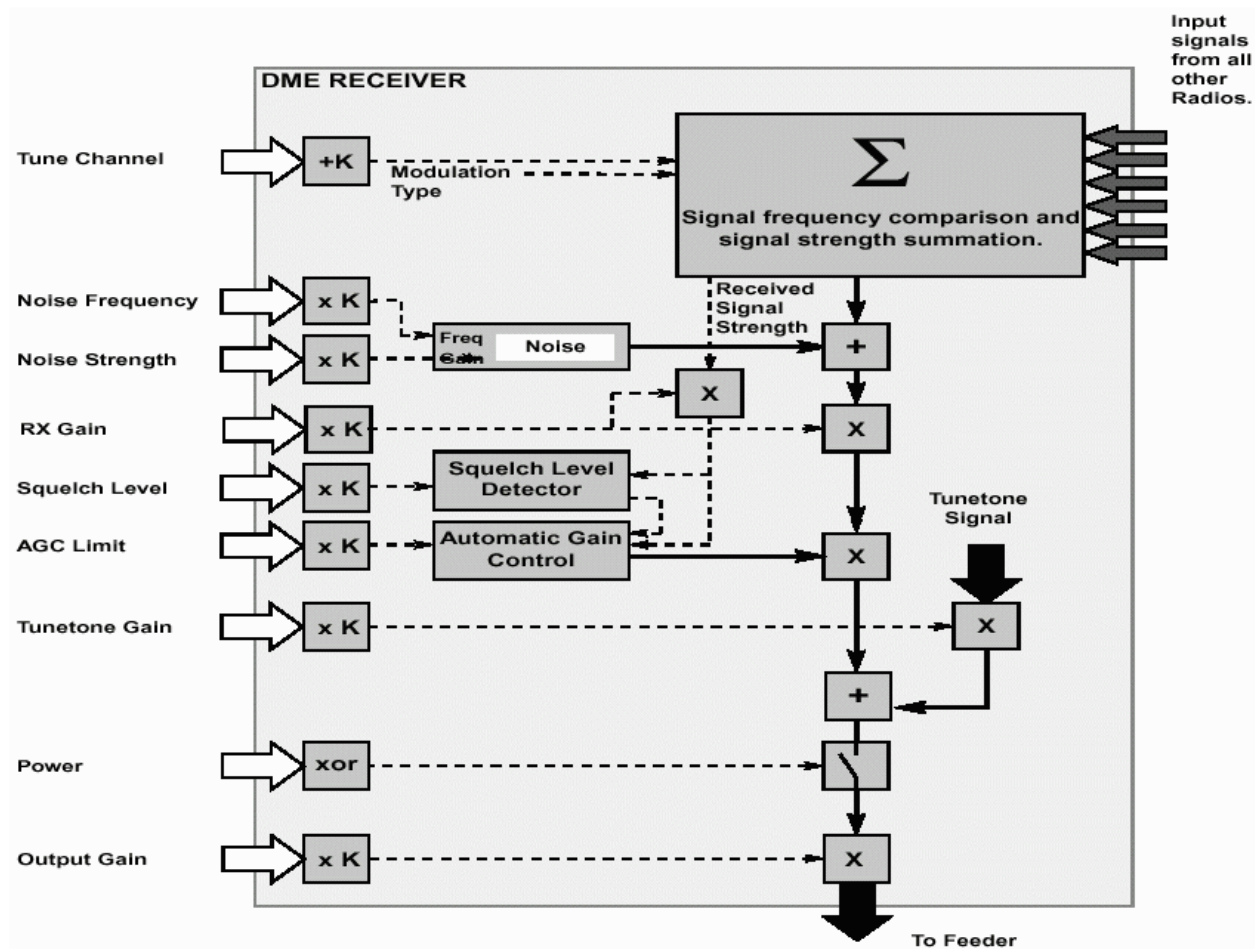 Input
signals
from all
other
Radios.
DME RECEIVER
Tune Channel
+K
Modulation
Type
Σ
Signal frequency comparison and
signal strength summation.
Noise Frequency
x K
Received
Signal
Strength
Freq
Noise
+
Noise Strength
x K
Gain
X
RX Gain
x K
X
Squelch Level
x K
Squelch Level
Detector
Tunetone
Signal
AGC Limit
x K
Automatic Gain
Control
X
Tunetone Gain
x K
X
+
Power
xor
Output Gain
x K
X
To Feeder